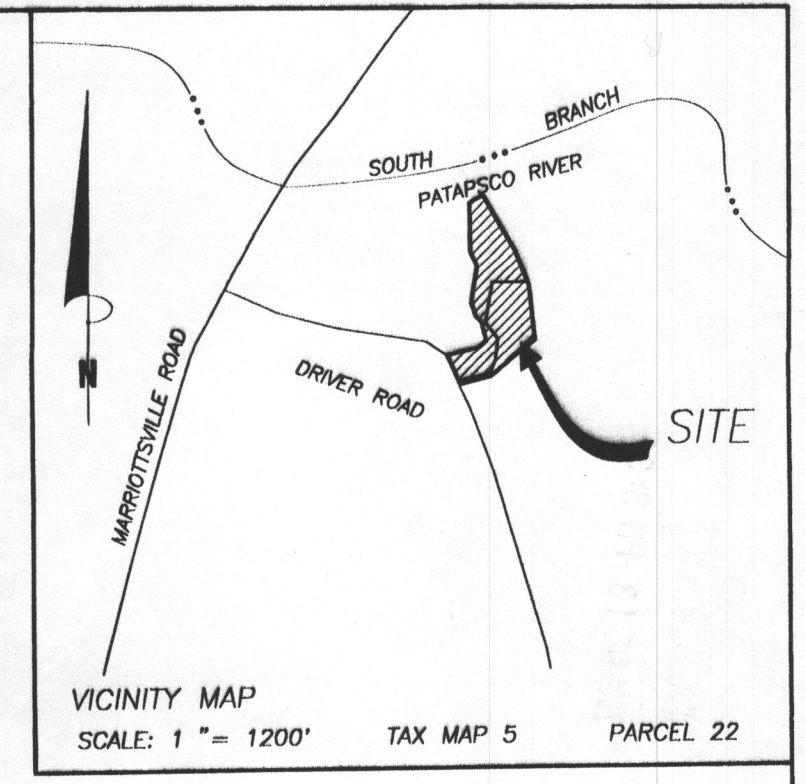 SOUTH BRANCH
PATAPSCO RIVER
N
MARRIOTTSVILLE ROAD
DRIVER ROAD
SITE
VICINITY MAP
SCALE: 1 "= 1200' TAX MAP 5 PARCEL 22